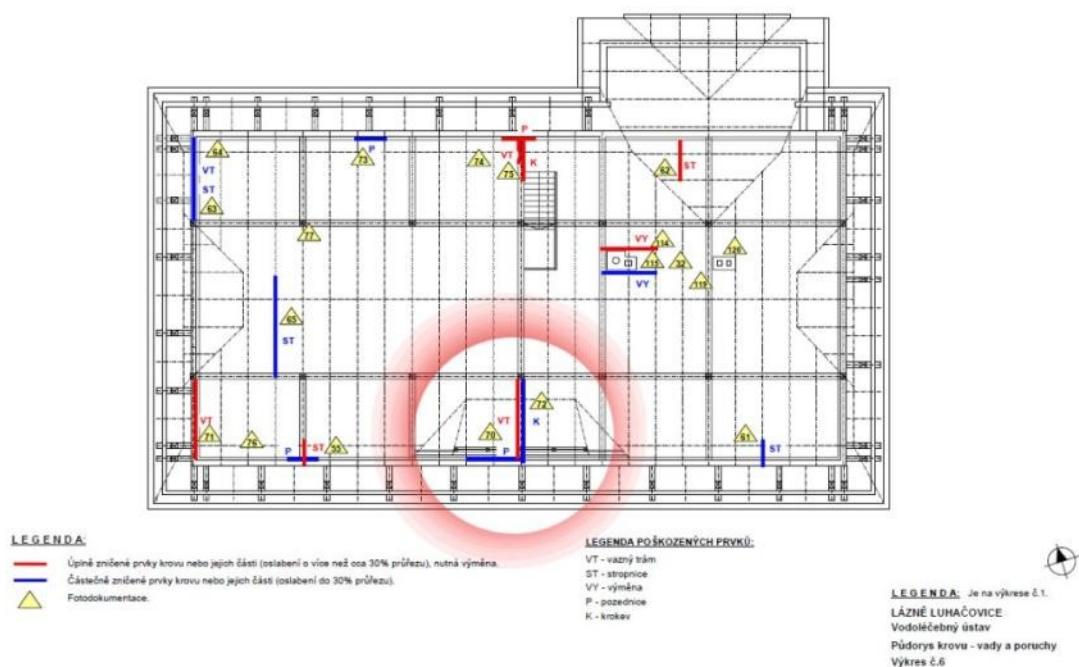 P
64
P
73
74
VT
75
K
62
ST
VT
ST
63
77
VY
114
115
32
126
VY
119
65
ST
VT
71
76
ST
P
55
VT
70
72
K
P
61
ST
LEGENDA:
Úplně zničené prvky krovu nebo jejich části (oslabení o více než cca 30% průřezu), nutná výměna.
Částečně zničené prvky krovu nebo jejich části (oslabení do 30% průřezu).
Fotodokumentace.
LEGENDA POŠKOZENÝCH PRVKŮ:
VT - vazný trám
ST - stropnice
VY - výměna
P - pozednice
K - krokev
LEGENDA: Je na výkrese č.1.
LÁZNĚ LUHAČOVICE
Vodoléčebný ústav
Půdorys krovu - vady a poruchy
Výkres č.6